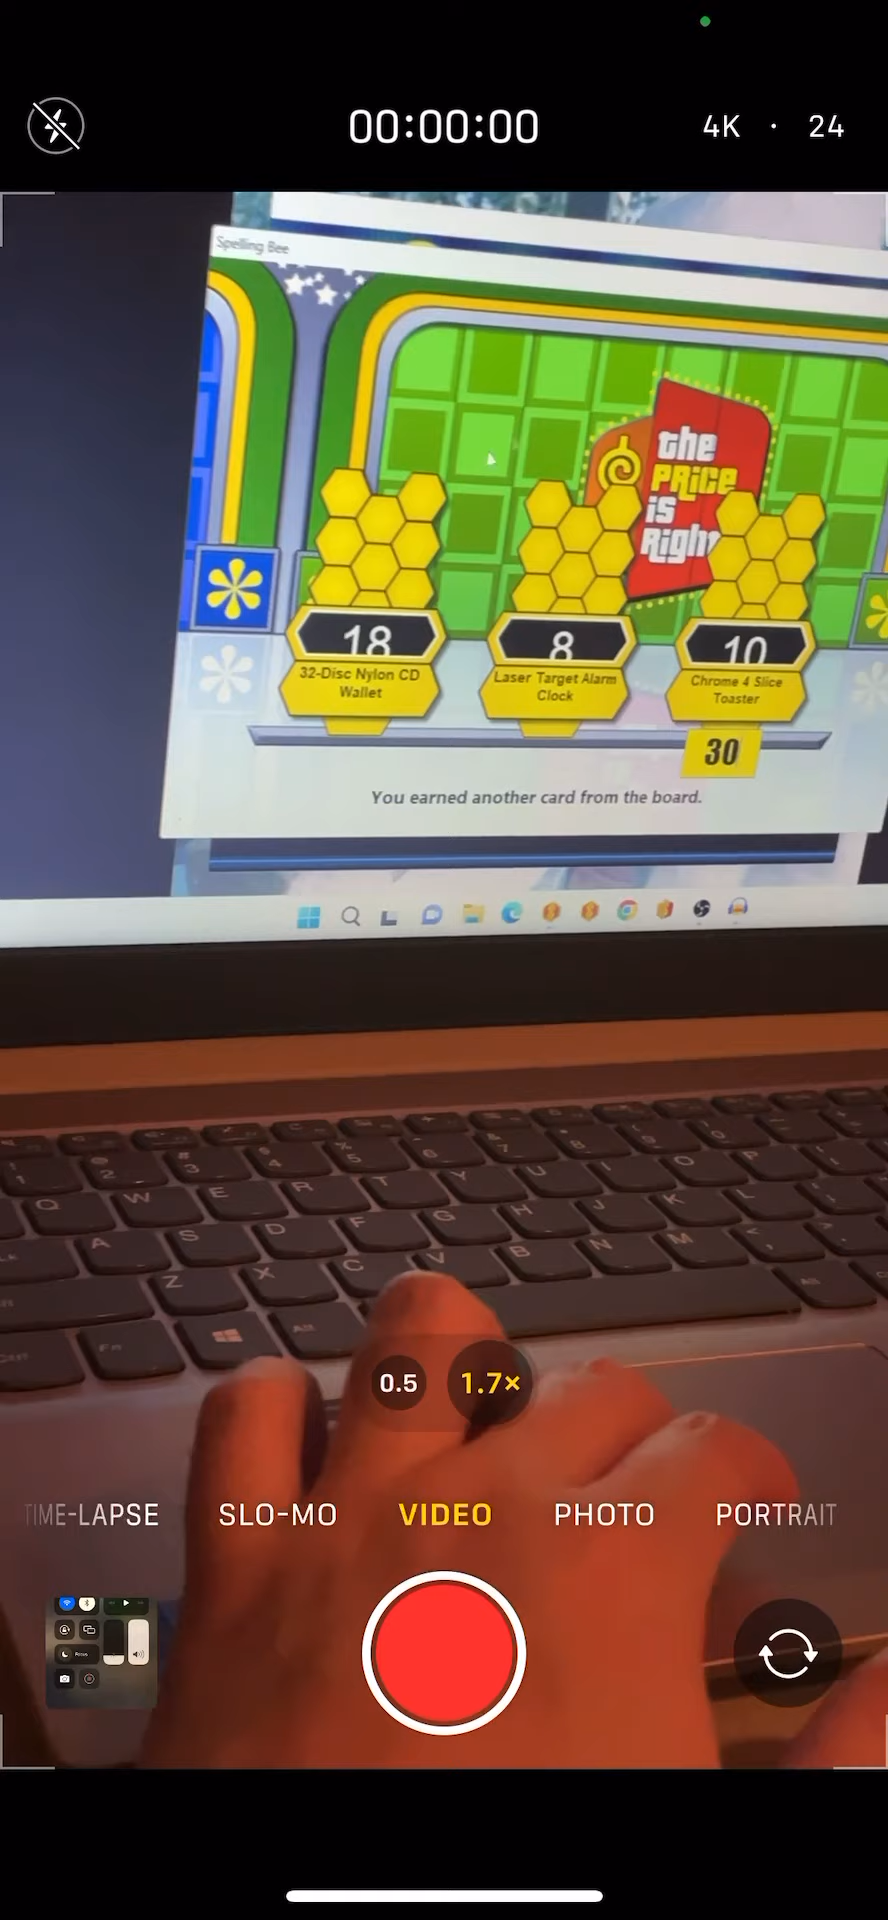 00:00:00
4K · 24
Spelling Bee
the
PRiCe
is
Right
18
8
10
32-Disc Nylon CD
Wallet
Laser Target Alarm
Clock
Chrome 4 Slice
Toaster
30
You earned another card from the board.
Q W E R T Y U I O P
A S D F G H J K L
Z X C V B N M
Fn
Alt
0.5
1.7×
TIME-LAPSE
SLO-MO
VIDEO
PHOTO
PORTRAIT